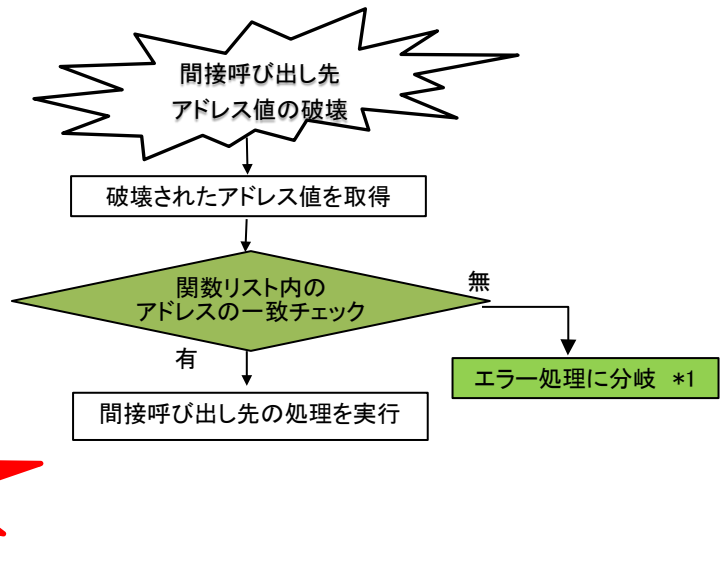 間接呼び出し先
アドレス値の破壊
破壊されたアドレス値を取得
関数リスト内の
アドレスの一致チェック
無
有
エラー処理に分岐 *1
間接呼び出し先の処理を実行